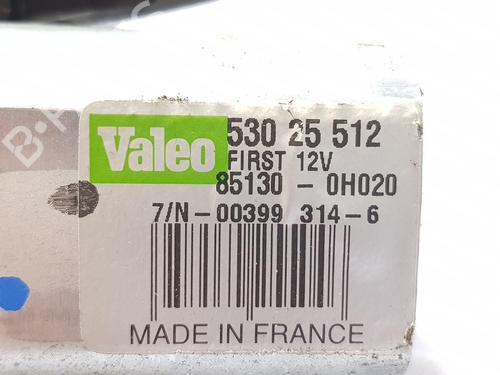 Valeo
530 25 512
FIRST 12V
85130 - 0H020
7/N-00399 314-6
MADE IN FRANCE